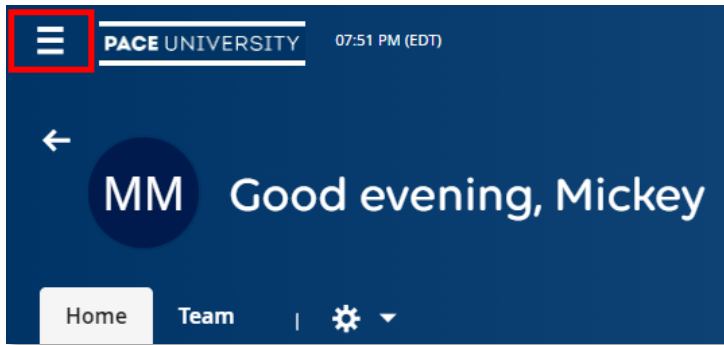 PACE UNIVERSITY 07:51 PM (EDT)
MM Good evening, Mickey
Home Team |